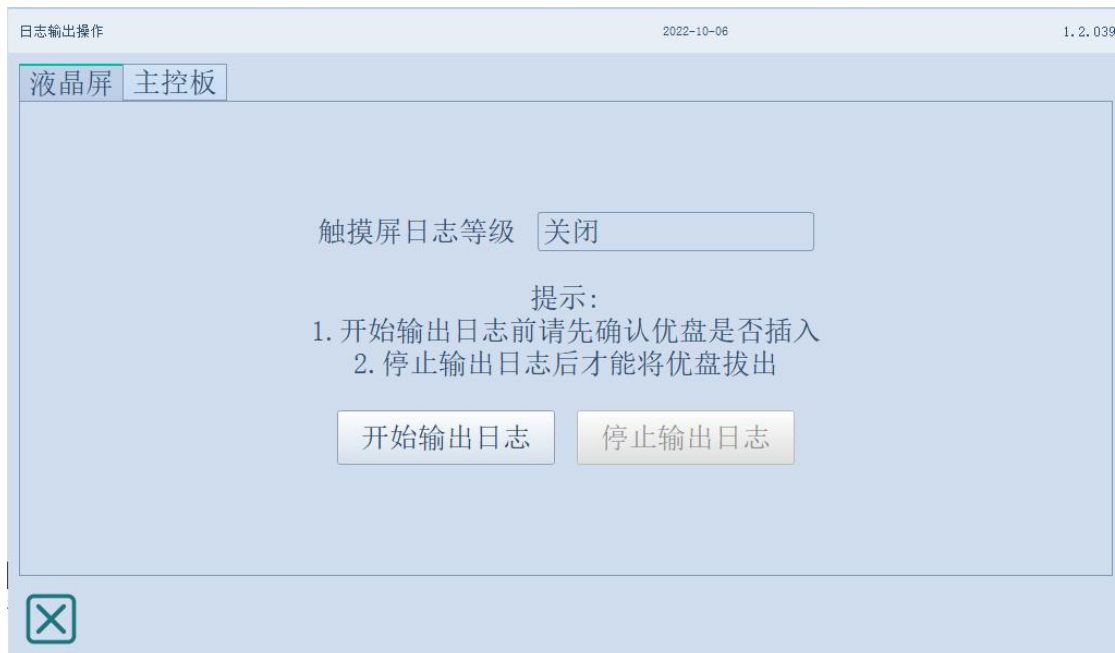 日志输出操作 2022-10-06 1.2.039
液晶屏 主控板
触摸屏日志等级 关闭
提示:
1.开始输出日志前请先确认优盘是否插入
2.停止输出日志后才能将优盘拔出
开始输出日志 停止输出日志